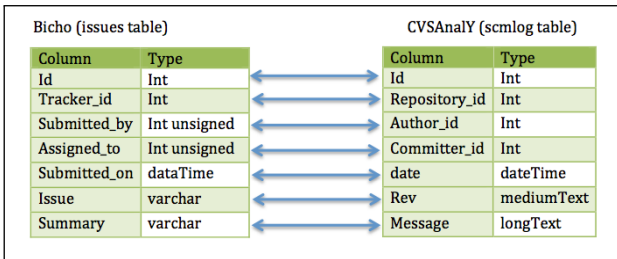 Bicho (issues table) CVSAnalY (scmlog table)
Column Type Column Type
Id Int Id Int
Tracker_id Int Repository_id Int
Submitted_by Int unsigned Author_id Int
Assigned_to Int unsigned Committer_id Int
Submitted_on dataTime date dateTime
Issue varchar Rev mediumText
Summary varchar Message longText